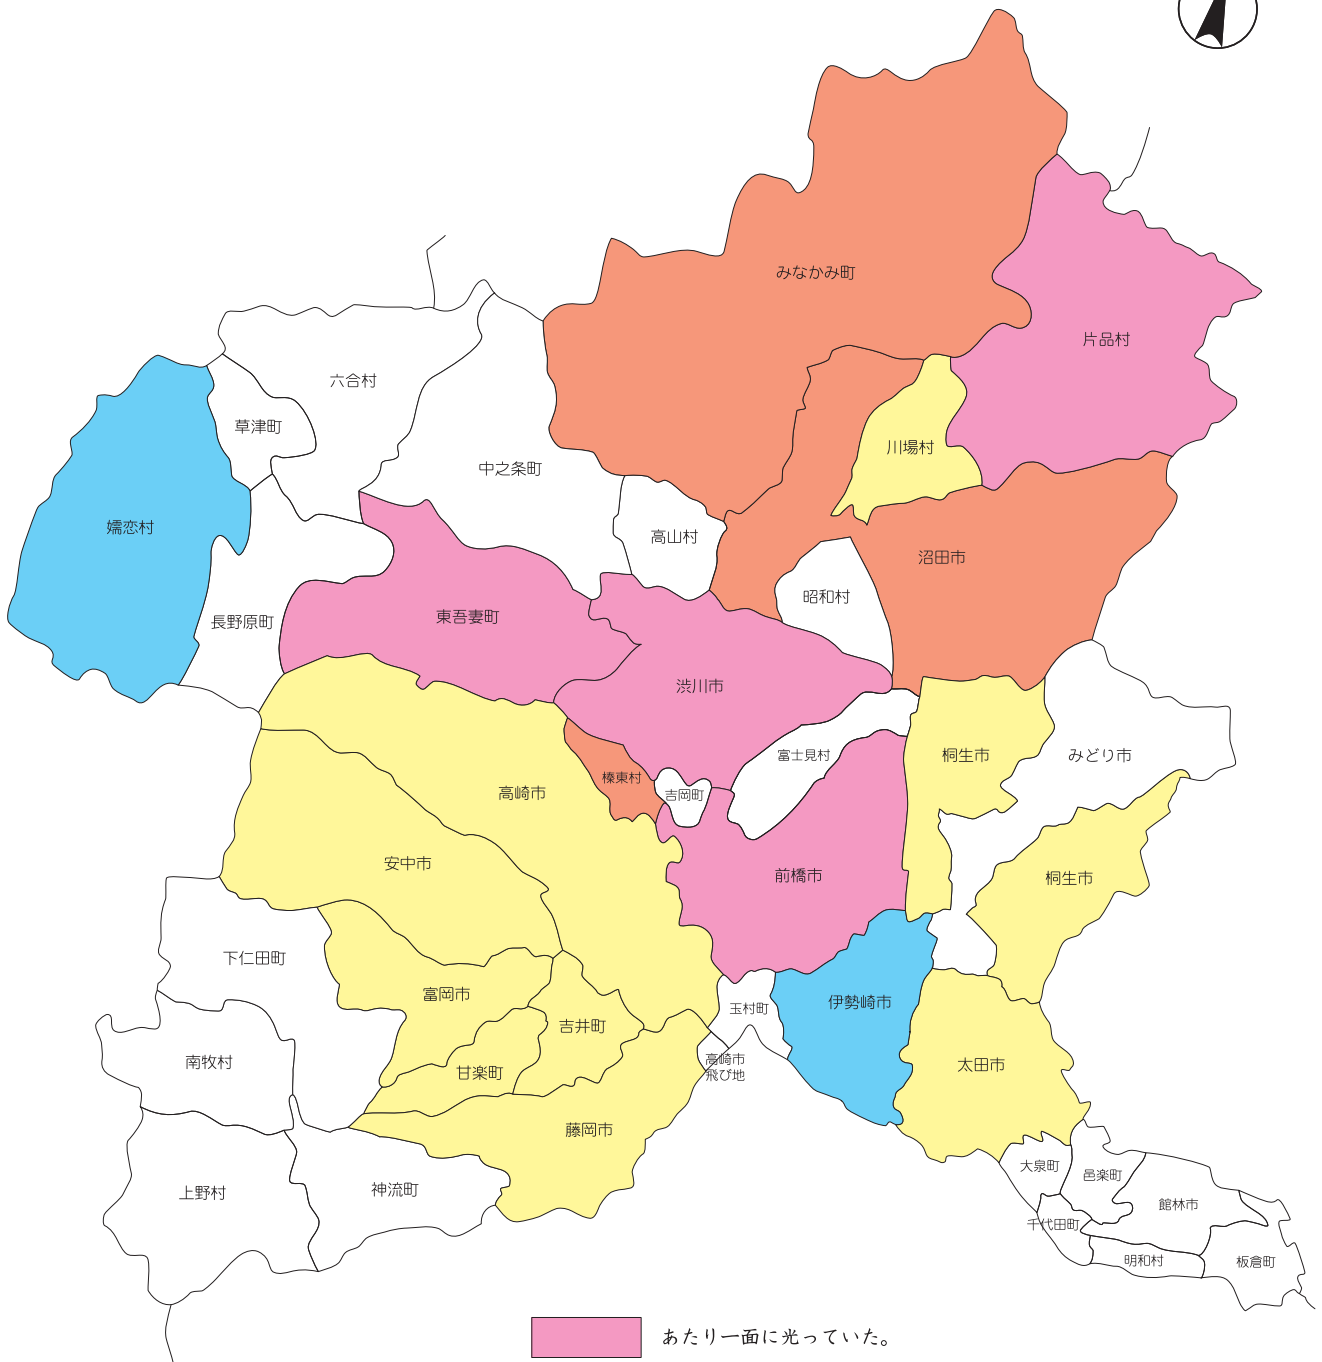 みなかみ町
片品村
六合村
草津町
川場村
中之条町
嬬恋村
高山村
沼田市
昭和村
東吾妻町
長野原町
渋川市
富士見村
桐生市
みどり市
榛東村
高崎市
吉岡町
安中市
前橋市
桐生市
下仁田町
富岡市
伊勢崎市
玉村町
吉井町
南牧村
甘楽町
高崎市
飛び地
太田市
藤岡市
大泉町
邑楽町
神流町
上野村
館林市
千代田町
明和村
板倉町
あたり一面に光っていた。